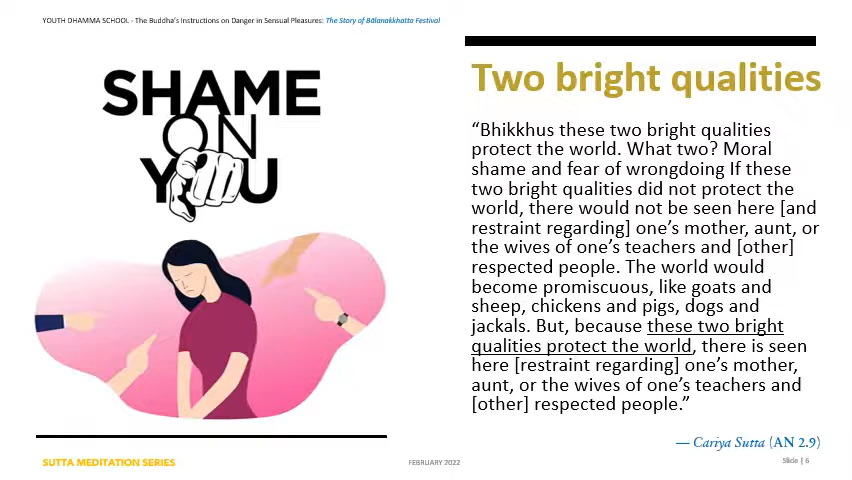 YOUTH DHAMMA SCHOOL - The Buddha's Instructions on Danger in Sensual Pleasures: The Story of Bālanakkhatta Festival
SHAME
ON
YOU
Two bright qualities
“Bhikkhus these two bright qualities
protect the world. What two? Moral
shame and fear of wrongdoing If these
two bright qualities did not protect the
world, there would not be seen here [and
restraint regarding] one’s mother, aunt, or
the wives of one’s teachers and [other]
respected people. The world would
become promiscuous, like goats and
sheep, chickens and pigs, dogs and
jackals. But, because these two bright
qualities protect the world, there is seen
here [restraint regarding] one’s mother,
aunt, or the wives of one’s teachers and
[other] respected people.”
— Cariya Sutta (AN 2.9)
SUTTA MEDITATION SERIES
FEBRUARY 2022
Slide | 6